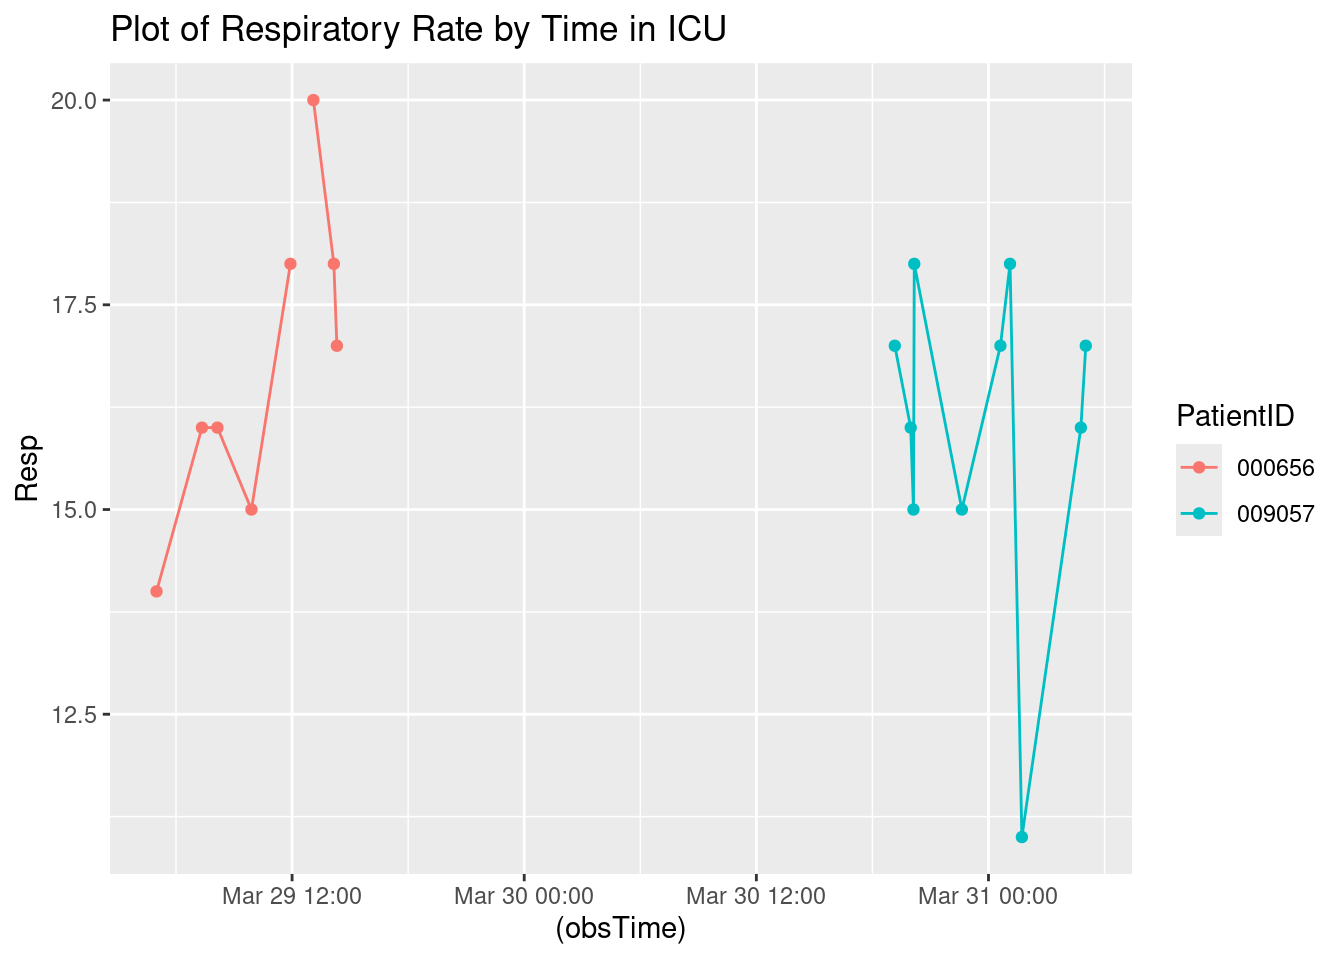 Plot of Respiratory Rate by Time in ICU
20.0
17.5
15.0
12.5
Resp
Mar 29 12:00
Mar 30 00:00
Mar 30 12:00
Mar 31 00:00
(obsTime)
PatientID
000656
009057